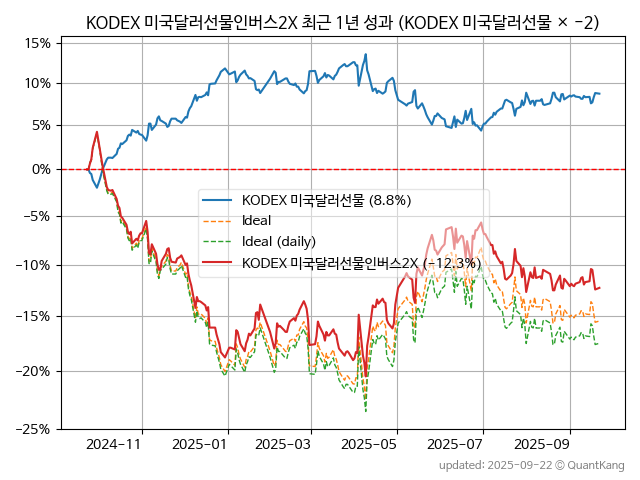 KODEX 미국달러선물인버스2X 최근 1년 성과 (KODEX 미국달러선물 × −2)
15%
10%
5%
0%
−5%
−10%
−15%
−20%
−25%
KODEX 미국달러선물 (8.8%)
Ideal
Ideal (daily)
KODEX 미국달러선물인버스2X (−12.3%)
2024-11
2025-01
2025-03
2025-05
2025-07
2025-09
updated: 2025-09-22 © QuantKang